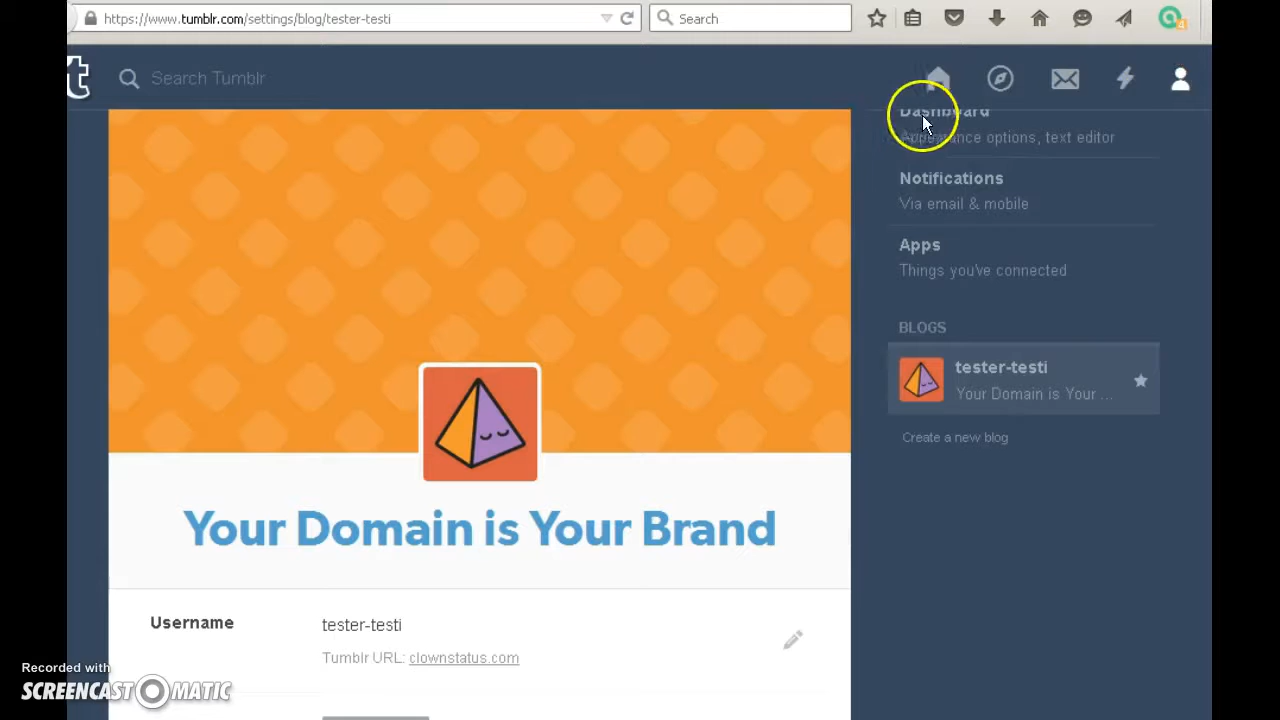 https://www.tumblr.com/settings/blog/tester-testi
Search
4
t
Search Tumblr
Dashboard
Appearance options, text editor
Notifications
Via email & mobile
Apps
Things you've connected
BLOGS
tester-testi
Your Domain is Your ...
Create a new blog
Your Domain is Your Brand
Username
tester-testi
Tumblr URL: clownstatus.com
Recorded with
SCREENCAST-O-MATIC